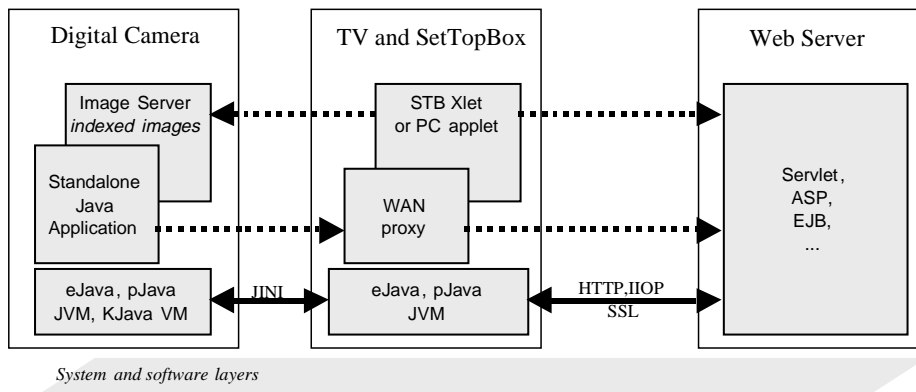 Digital Camera
TV and SetTopBox
Web Server
Image Server
indexed images
STB Xlet
or PC applet
Standalone
Java
Application
WAN
proxy
Servlet,
ASP,
EJB,
...
eJava, pJava
JVM, KJava VM
JINI
eJava, pJava
JVM
HTTP,IIOP
SSL
System and software layers